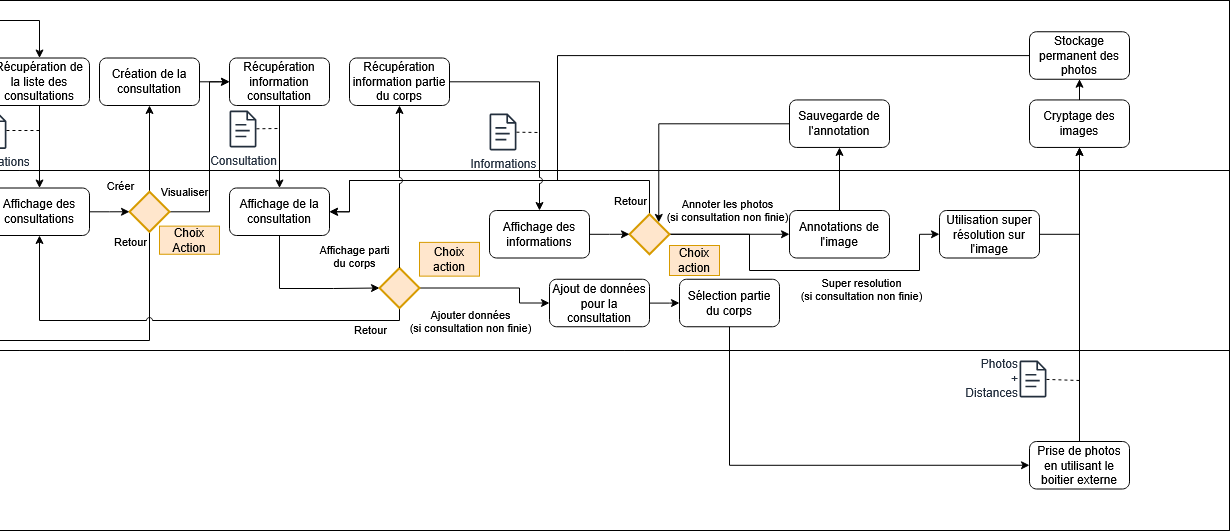 Récupération de
la liste des
consultations
Création de la
consultation
Récupération
information
consultation
Récupération
information partie
du corps
Stockage
permanent des
photos
Sauvegarde de
l'annotation
Cryptage des
images
ations
Consultation
Informations
Créer
Visualiser
Choix
Action
Retour
Affichage des
consultations
Affichage de la
consultation
Affichage parti
du corps
Choix
action
Affichage des
informations
Retour
Annoter les photos
(si consultation non finie)
Choix
action
Annotations de
l'image
Utilisation super
résolution sur
l'image
Super resolution
(si consultation non finie)
Ajouter données
(si consultation non finie)
Retour
Ajout de données
pour la
consultation
Sélection partie
du corps
Photos
+
Distances
Prise de photos
en utilisant le
boitier externe